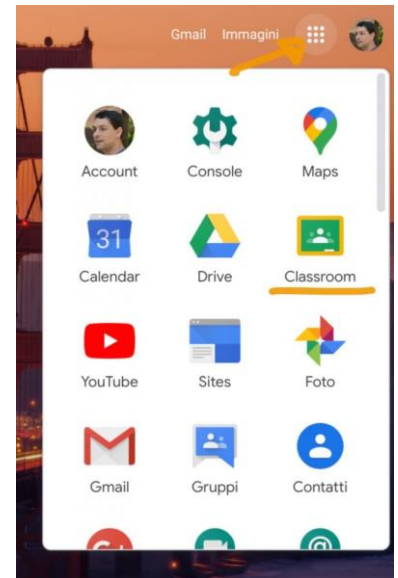 Gmail Immagini
Account Console Maps
31
Calendar Drive Classroom
YouTube Sites Foto
Gmail Gruppi Contatti